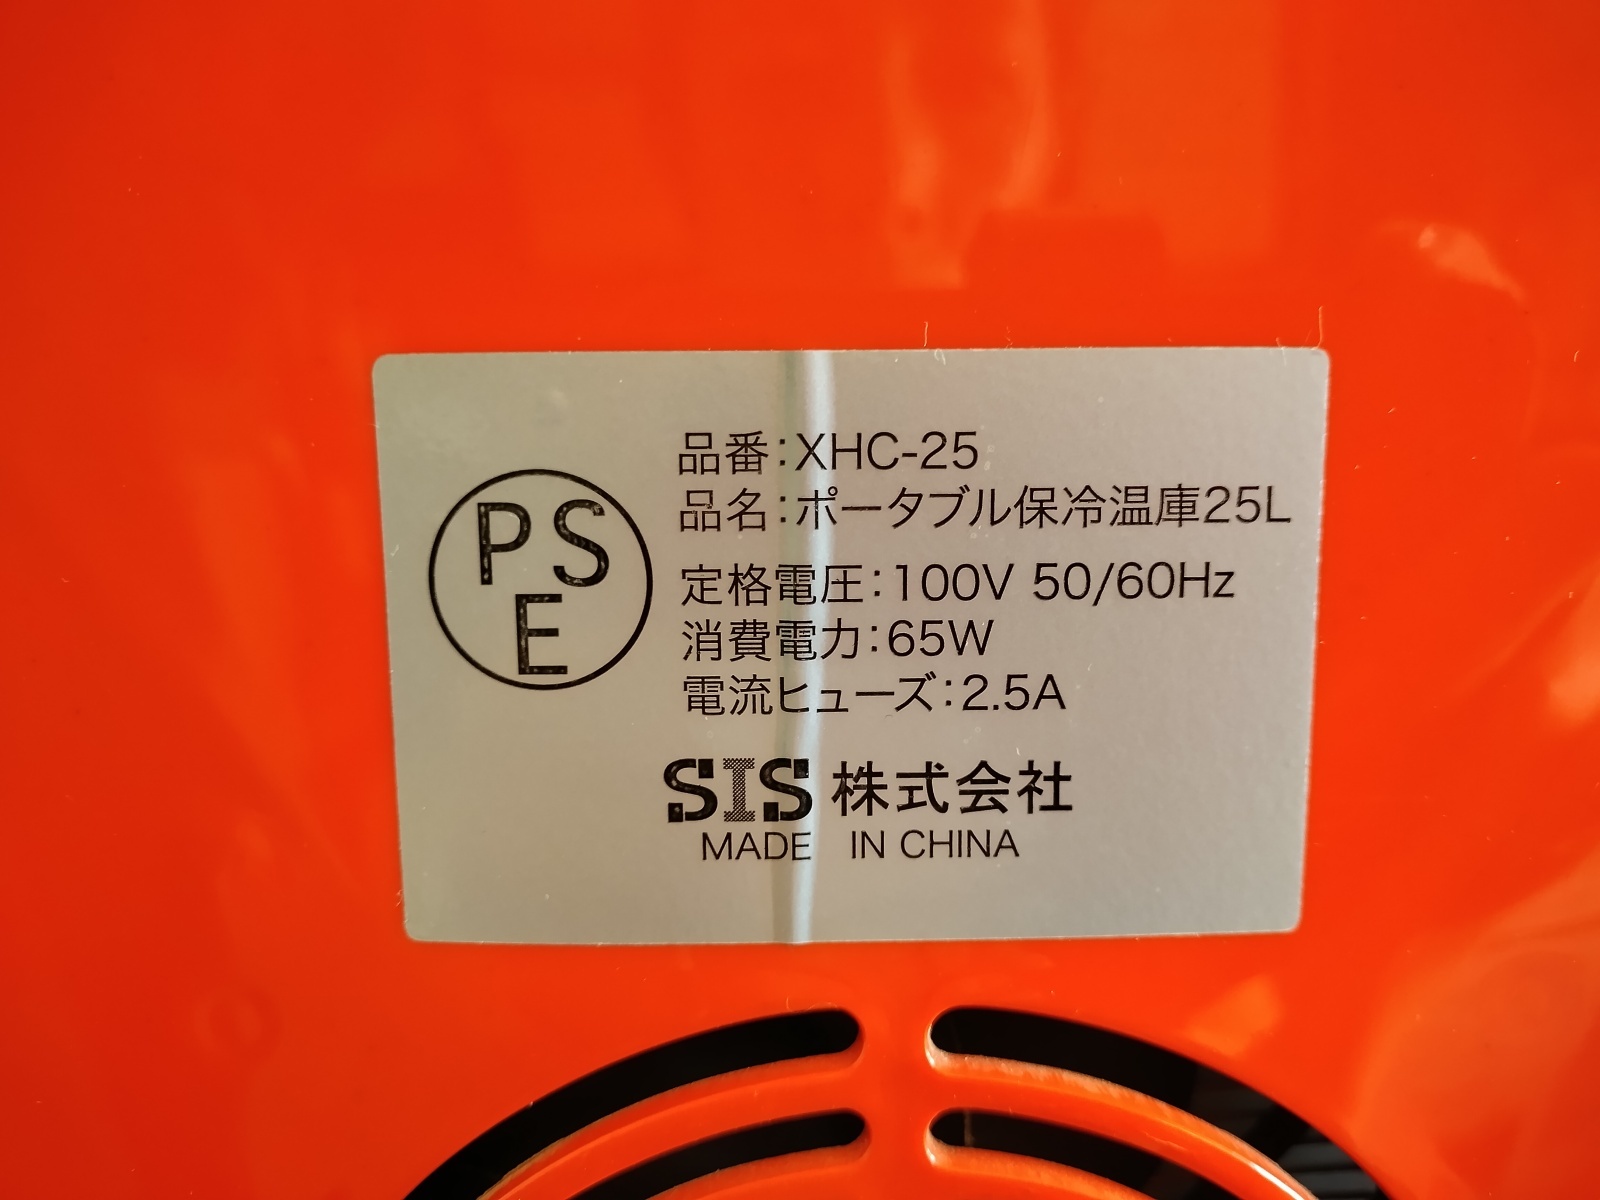 PS
E
品番:XHC-25
品名:ポータブル保冷温庫25L
定格電圧:100V 50/60Hz
消費電力:65W
電流ヒューズ:2.5A
SIS 株式会社
MADE IN CHINA